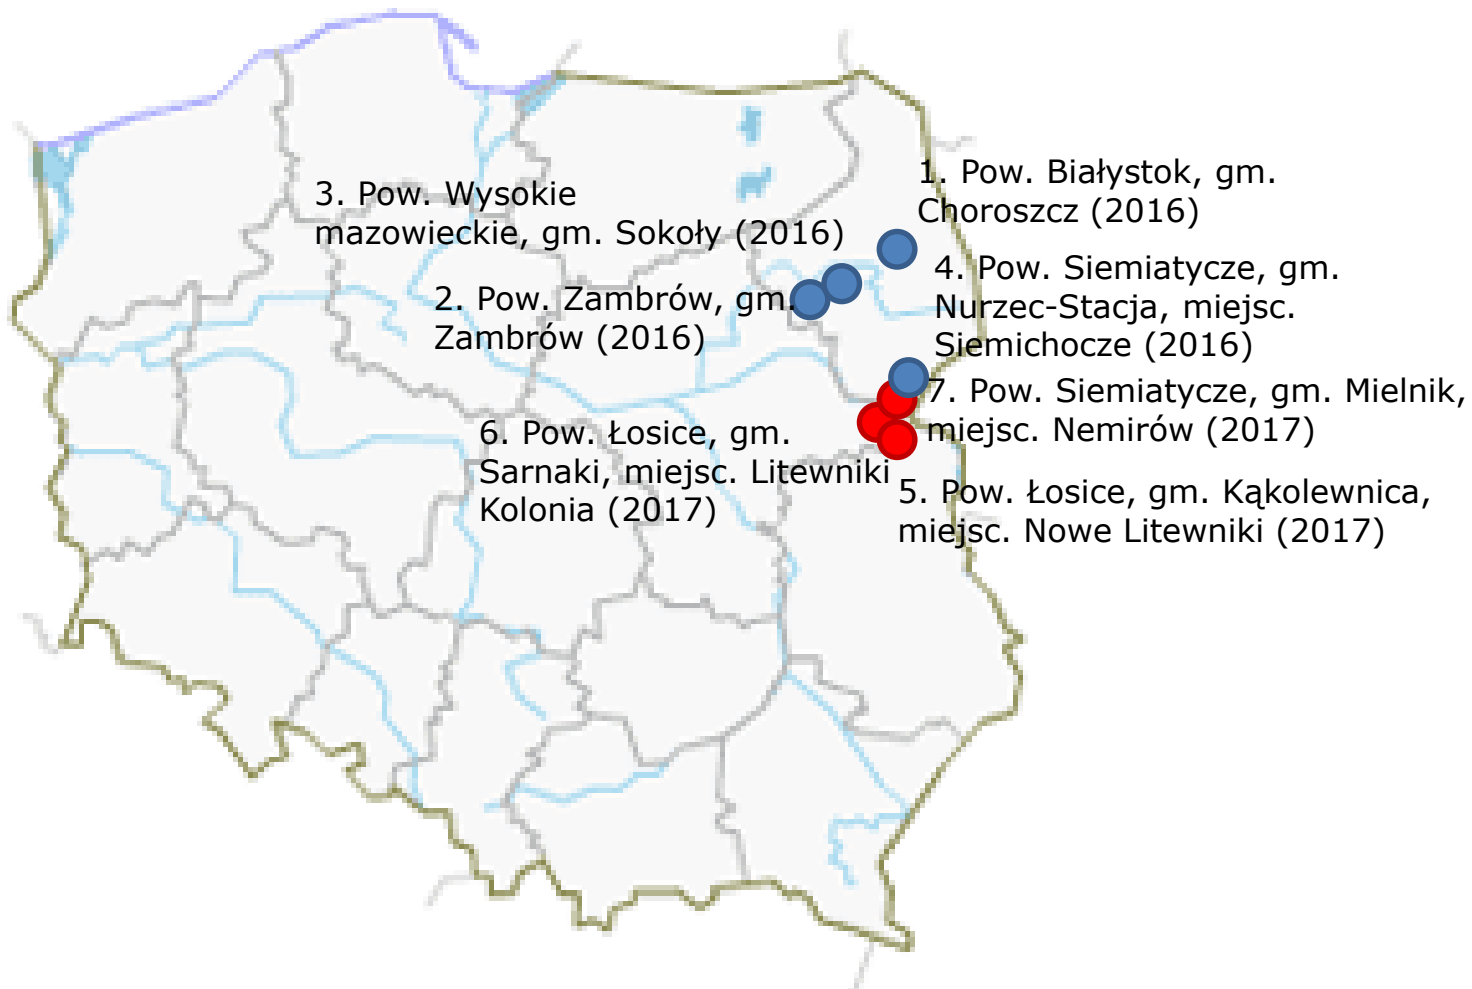 1. Pow. Białystok, gm.
Choroszcz (2016)
3. Pow. Wysokie
mazowieckie, gm. Sokoły (2016)
4. Pow. Siemiatycze, gm.
Nurzec-Stacja, miejsc.
Siemichocze (2016)
2. Pow. Zambrów, gm.
Zambrów (2016)
7. Pow. Siemiatycze, gm. Mielnik,
miejsc. Nemirów (2017)
6. Pow. Łosice, gm.
Sarnaki, miejsc. Litewniki
Kolonia (2017)
5. Pow. Łosice, gm. Kąkolewnica,
miejsc. Nowe Litewniki (2017)